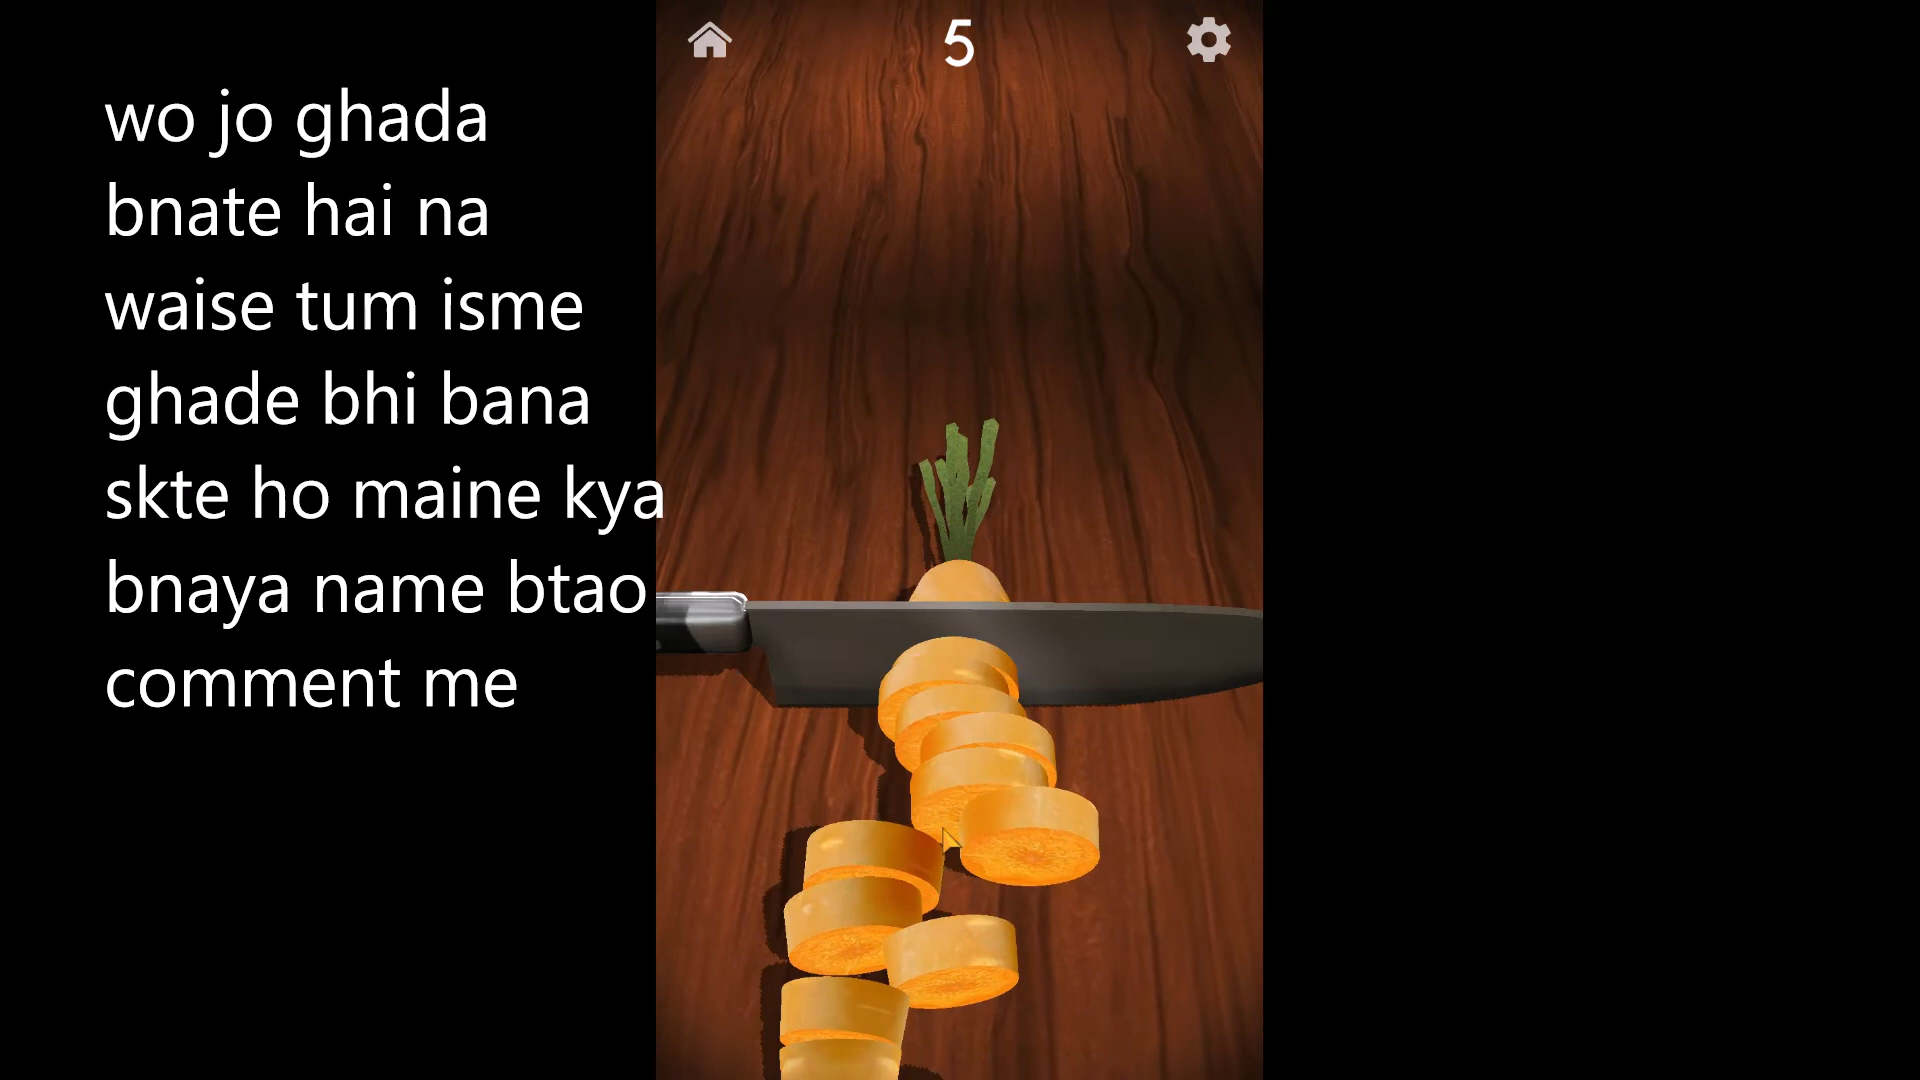 5
wo jo ghada
bnate hai na
waise tum isme
ghade bhi bana
skte ho maine kya
bnaya name btao
comment me